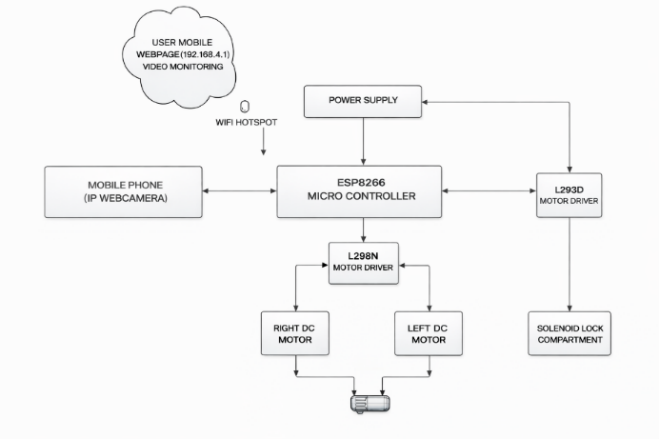 USER MOBILE
WEBPAGE(192.168.4.1)
VIDEO MONITORING
WIFI HOTSPOT
POWER SUPPLY
MOBILE PHONE
(IP WEBCAMERA)
ESP8266
MICRO CONTROLLER
L293D
MOTOR DRIVER
L298N
MOTOR DRIVER
RIGHT DC
MOTOR
LEFT DC
MOTOR
SOLENOID LOCK
COMPARTMENT